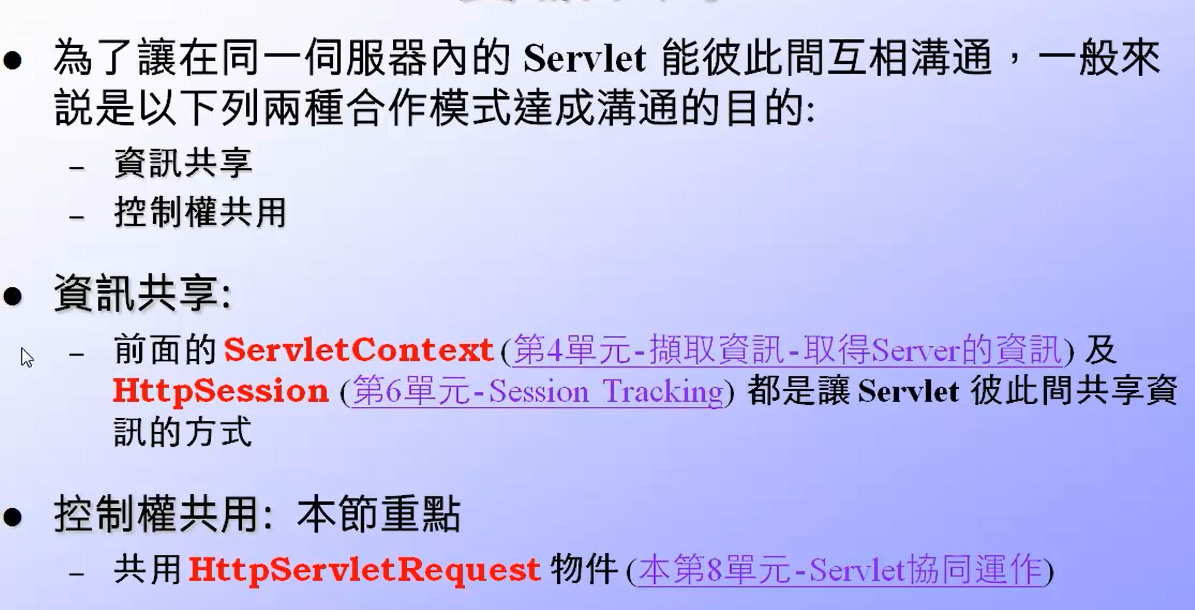 ● 為了讓在同一伺服器內的 Servlet 能彼此間互相溝通，一般來
説是以下列兩種合作模式達成溝通的目的:
– 資訊共享
– 控制權共用
● 資訊共享:
– 前面的 ServletContext (第4單元-擷取資訊-取得Server的資訊) 及
HttpSession (第6單元-Session Tracking) 都是讓 Servlet 彼此間共享資
訊的方式
● 控制權共用: 本節重點
– 共用 HttpServletRequest 物件 (本第8單元-Servlet協同運作)